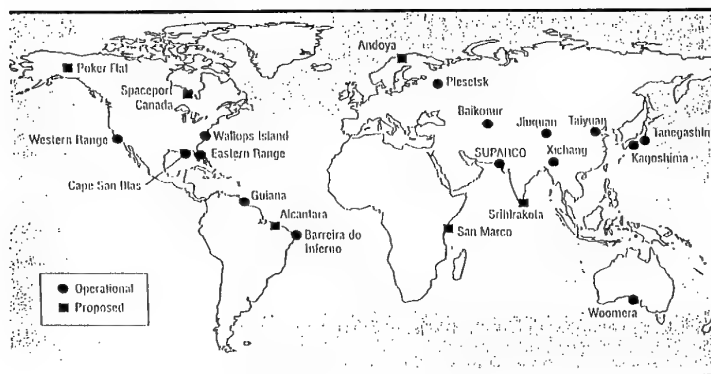 Andoya
Poker Flat
Plesetsk
Spaceport
Canada
Baikonur
Jiuquan
Taiyuan
Tanegashima
Western Range
Wallops Island
Eastern Range
SUPARCO
Xichang
Kagoshima
Cape San Blas
Guiana
Alcantara
Sriharikota
Barreira do
Inferno
San Marco
Operational
Proposed
Woomera